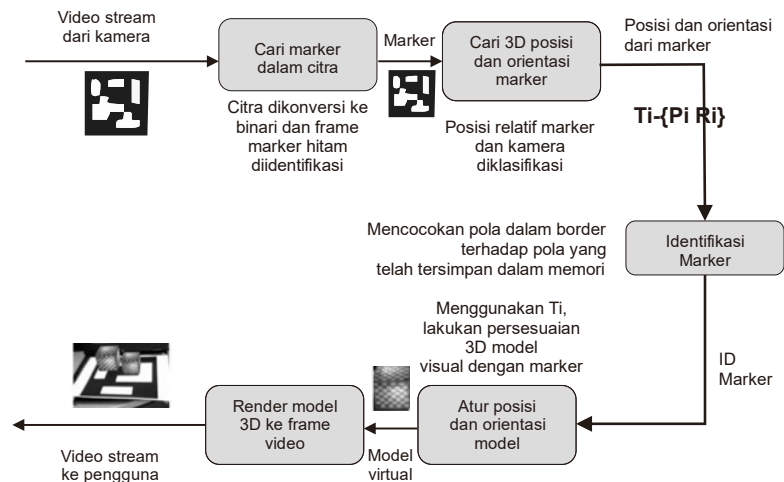 Video stream
dari kamera
Cari marker
dalam citra
Marker
Cari 3D posisi
dan orientasi
marker
Posisi dan orientasi
dari marker
Citra dikonversi ke
binari dan frame
marker hitam
diidentifikasi
Posisi relatif marker
dan kamera
diklasifikasi
Ti-{Pi Ri}
Mencocokan pola dalam border
terhadap pola yang
telah tersimpan dalam memori
Identifikasi
Marker
Menggunakan Ti,
lakukan persesuaian
3D model
visual dengan marker
ID
Marker
Atur posisi
dan orientasi
model
Model
virtual
Render model
3D ke frame
video
Video stream
ke pengguna